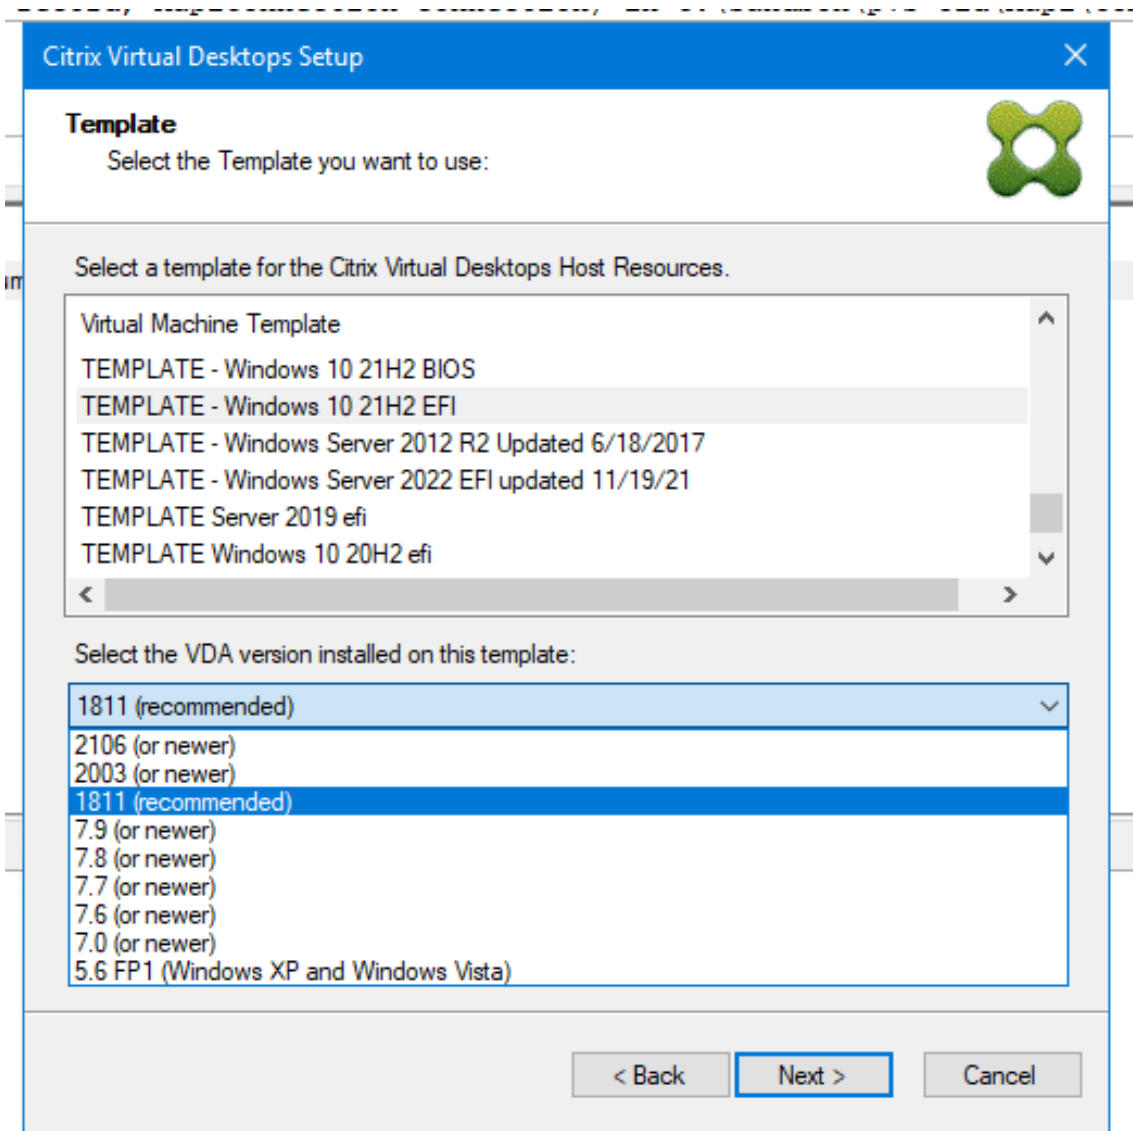 Citrix Virtual Desktops Setup
Template
Select the Template you want to use:
Select a template for the Citrix Virtual Desktops Host Resources.
Virtual Machine Template
TEMPLATE - Windows 10 21H2 BIOS
TEMPLATE - Windows 10 21H2 EFI
TEMPLATE - Windows Server 2012 R2 Updated 6/18/2017
TEMPLATE - Windows Server 2022 EFI updated 11/19/21
TEMPLATE Server 2019 efi
TEMPLATE Windows 10 20H2 efi
Select the VDA version installed on this template:
1811 (recommended)
2106 (or newer)
2003 (or newer)
1811 (recommended)
7.9 (or newer)
7.8 (or newer)
7.7 (or newer)
7.6 (or newer)
7.0 (or newer)
5.6 FP1 (Windows XP and Windows Vista)
< Back Next > Cancel